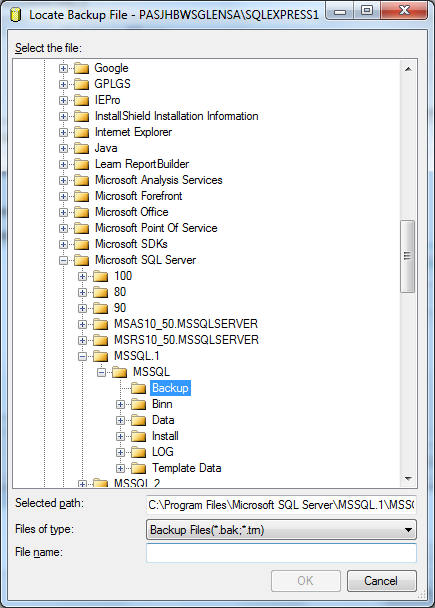 Locate Backup File - PASJHBWSGLENSA\SQLEXPRESS1
Select the file:
Google
GPLGS
IEPro
InstallShield Installation Information
Internet Explorer
Java
Learn ReportBuilder
Microsoft Analysis Services
Microsoft Forefront
Microsoft Office
Microsoft Point Of Service
Microsoft SDKs
Microsoft SQL Server
100
80
90
MSAS10_50.MSSQLSERVER
MSRS10_50.MSSQLSERVER
MSSQL.1
MSSQL
Backup
Binn
Data
Install
LOG
Template Data
MSSQL.2
Selected path: C:\Program Files\Microsoft SQL Server\MSSQL.1\MSSQ
Files of type: Backup Files(*.bak;*.trn)
File name:
OK Cancel